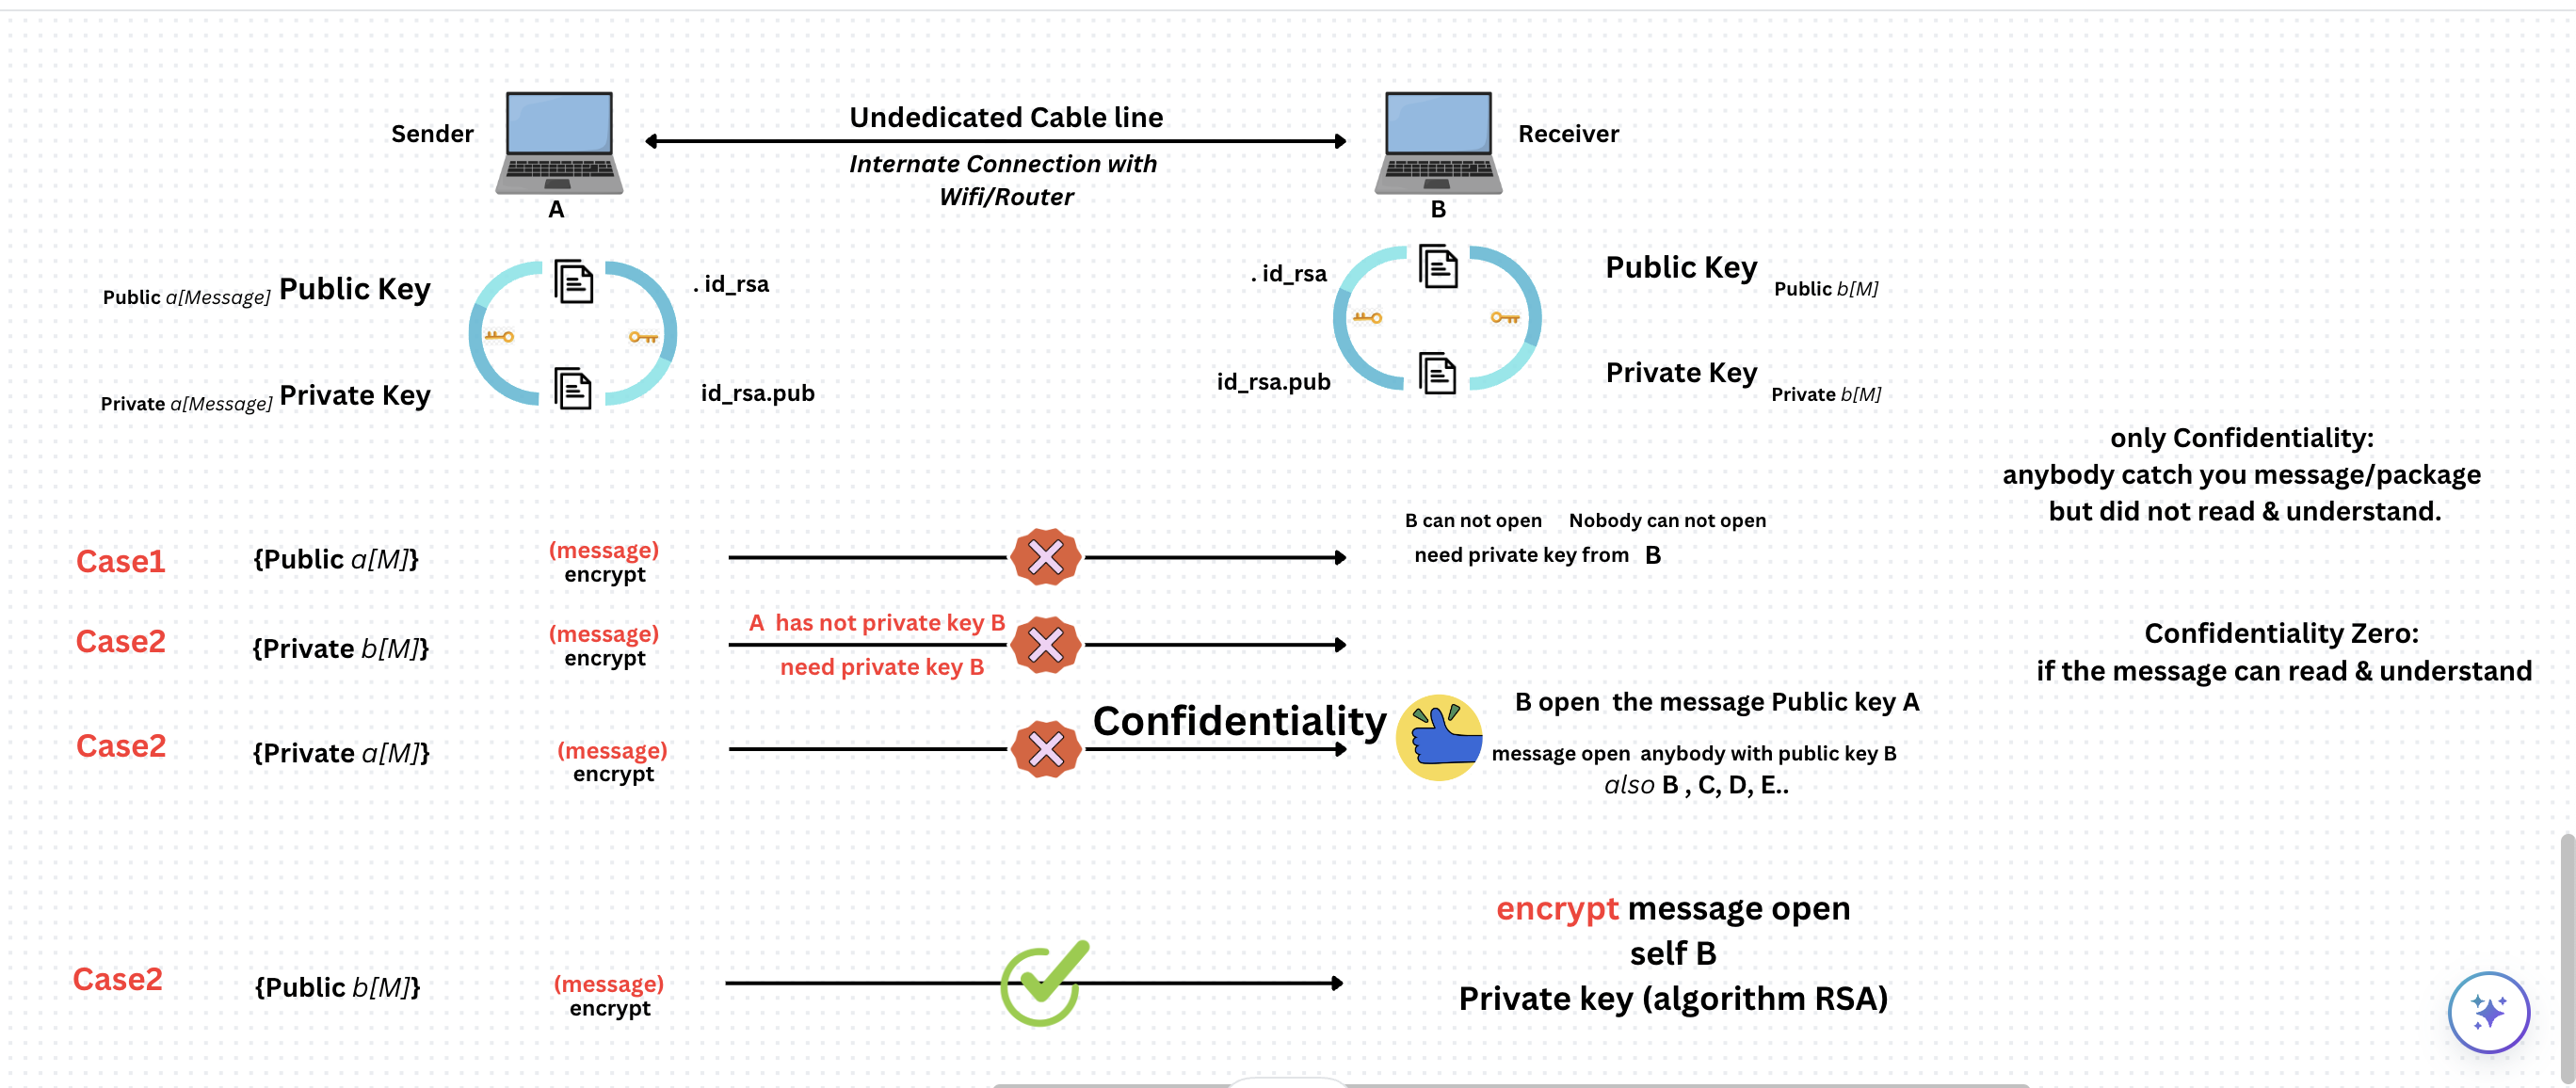 Sender
Undedicated Cable line
Receiver
Internate Connection with
Wifi/Router
A
B
Public a[Message] Public Key
. id_rsa
. id_rsa
Public Key Public b[M]
Private a[Message] Private Key
id_rsa.pub
id_rsa.pub
Private Key Private b[M]
only Confidentiality:
anybody catch you message/package
but did not read & understand.
Case1 {Public a[M]} (message)
encrypt
B can not open Nobody can not open
need private key from B
Case2 {Private b[M]} (message)
encrypt
A has not private key B
need private key B
Confidentiality Zero:
if the message can read & understand
Case2 {Private a[M]} (message)
encrypt
Confidentiality
B open the message Public key A
message open anybody with public key B
also B , C, D, E..
Case2 {Public b[M]} (message)
encrypt
encrypt message open
self B
Private key (algorithm RSA)